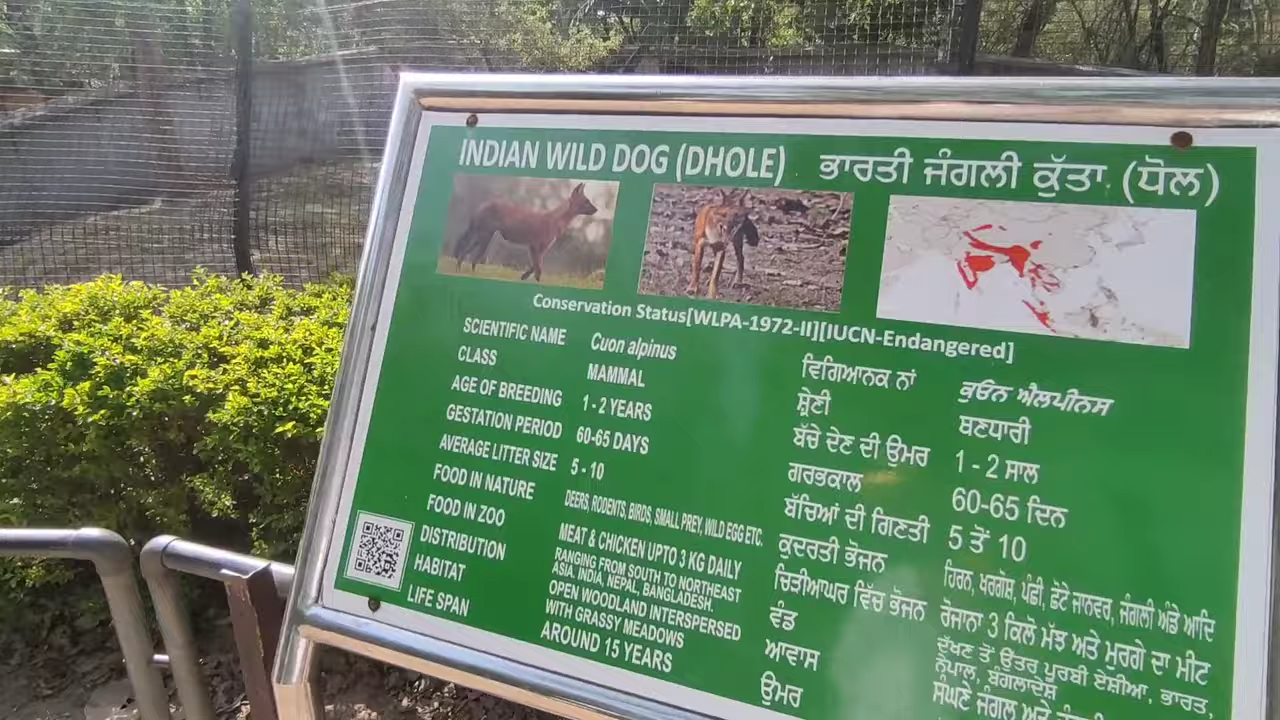 INDIAN WILD DOG (DHOLE) ਭਾਰਤੀ ਜੰਗਲੀ ਕੁੱਤਾ (ਧੋਲ)
Conservation Status[WLPA-1972-II][IUCN-Endangered]
SCIENTIFIC NAME Cuon alpinus
CLASS MAMMAL
AGE OF BREEDING 1 - 2 YEARS
GESTATION PERIOD 60-65 DAYS
AVERAGE LITTER SIZE 5 - 10
FOOD IN NATURE DEERS, RODENTS, BIRDS, SMALL PREY, WILD EGG ETC.
FOOD IN ZOO MEAT & CHICKEN UPTO 3 KG DAILY
DISTRIBUTION RANGING FROM SOUTH TO NORTHEAST
ASIA, INDIA, NEPAL, BANGLADESH.
HABITAT OPEN WOODLAND INTERSPERSED
WITH GRASSY MEADOWS
LIFE SPAN AROUND 15 YEARS
ਵਿਗਿਆਨਕ ਨਾਂ ਕੁਓਨ ਐਲਪੀਨਸ
ਸ਼੍ਰੇਣੀ ਥਣਧਾਰੀ
ਬੱਚੇ ਦੇਣ ਦੀ ਉਮਰ 1 - 2 ਸਾਲ
ਗਰਭਕਾਲ 60-65 ਦਿਨ
ਬੱਚਿਆਂ ਦੀ ਗਿਣਤੀ 5 ਤੋਂ 10
ਕੁਦਰਤੀ ਭੋਜਨ ਹਿਰਨ, ਖਰਗੋਸ਼, ਪੰਛੀ, ਛੋਟੇ ਜਾਨਵਰ, ਜੰਗਲੀ ਅੰਡੇ ਆਦਿ
ਚਿੜੀਆਘਰ ਵਿੱਚ ਭੋਜਨ ਰੋਜਾਨਾ 3 ਕਿਲੋ ਮੱਝ ਅਤੇ ਮੁਰਗੇ ਦਾ ਮੀਟ
ਵੰਡ ਦੱਖਣ ਤੋਂ ਉੱਤਰ ਪੂਰਬੀ ਏਸ਼ੀਆ, ਭਾਰਤ,
ਨੇਪਾਲ, ਬੰਗਲਾਦੇਸ਼
ਆਵਾਸ ਸੰਘਣੇ ਜੰਗਲ ਅਤੇ
ਉਮਰ